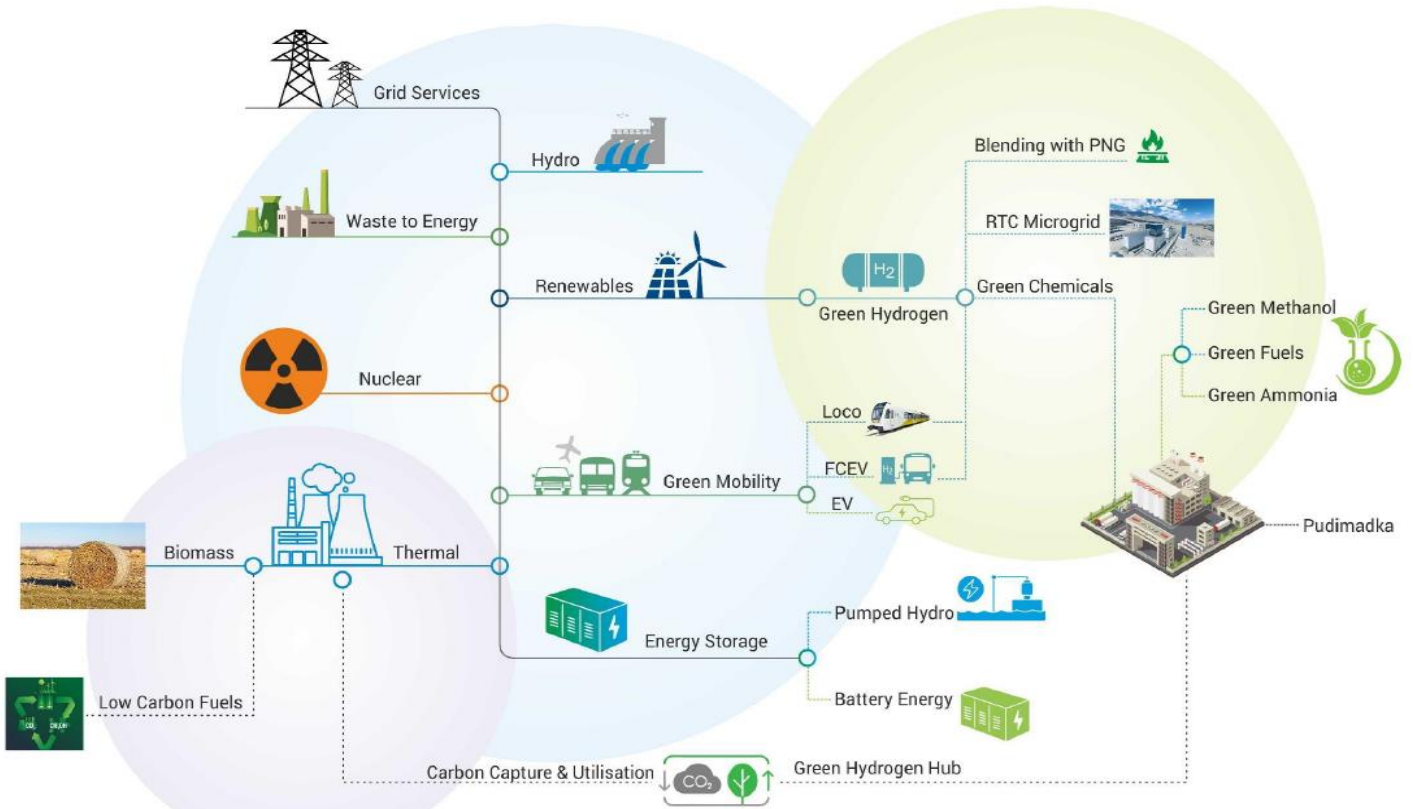 Grid Services
Hydro
Blending with PNG
Waste to Energy
RTC Microgrid
Renewables
H2
Green Hydrogen
Green Chemicals
Green Methanol
Green Fuels
Green Ammonia
Nuclear
Loco
FCEV
H2
EV
Green Mobility
Pudimadka
Biomass
Thermal
Pumped Hydro
Energy Storage
Battery Energy
Low Carbon Fuels
Carbon Capture & Utilisation
CO2
Green Hydrogen Hub